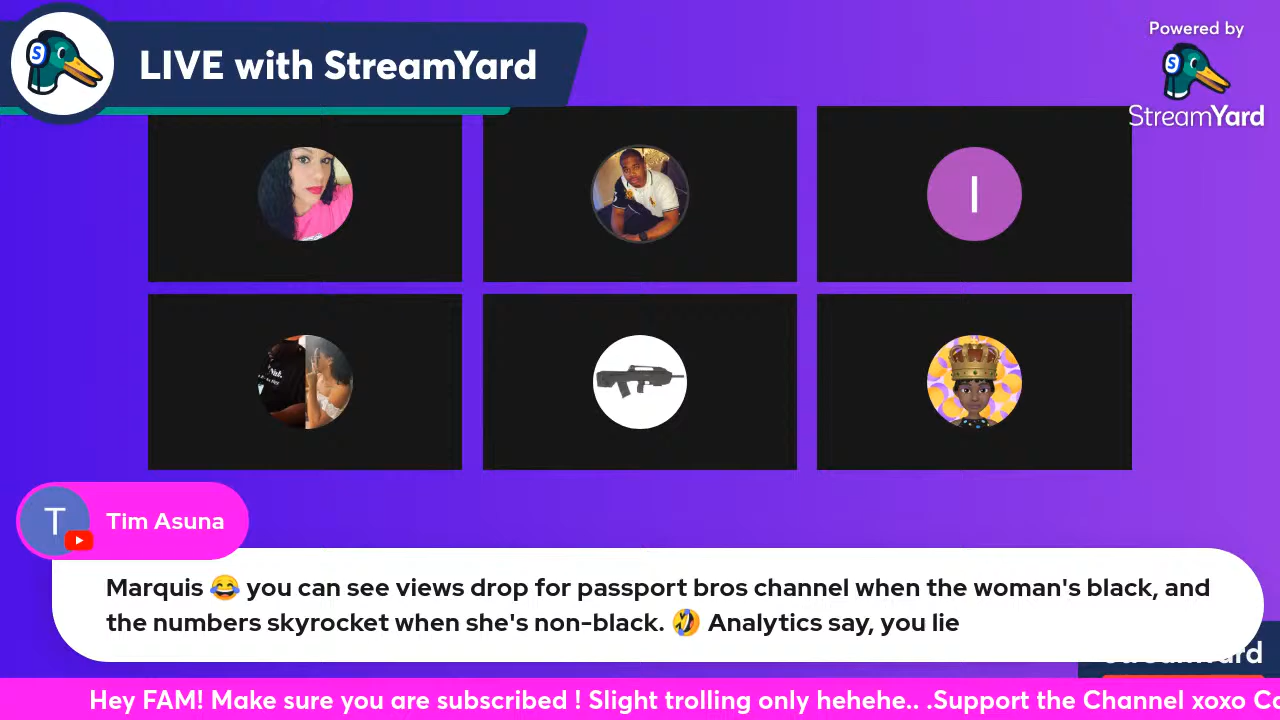 LIVE with StreamYard
Powered by
StreamYard
I
T
Tim Asuna
Marquis 😂 you can see views drop for passport bros channel when the woman's black, and
the numbers skyrocket when she's non-black. 🤣 Analytics say, you lie
StreamYard
Hey FAM! Make sure you are subscribed ! Slight trolling only hehehe.. .Support the Channel xoxo